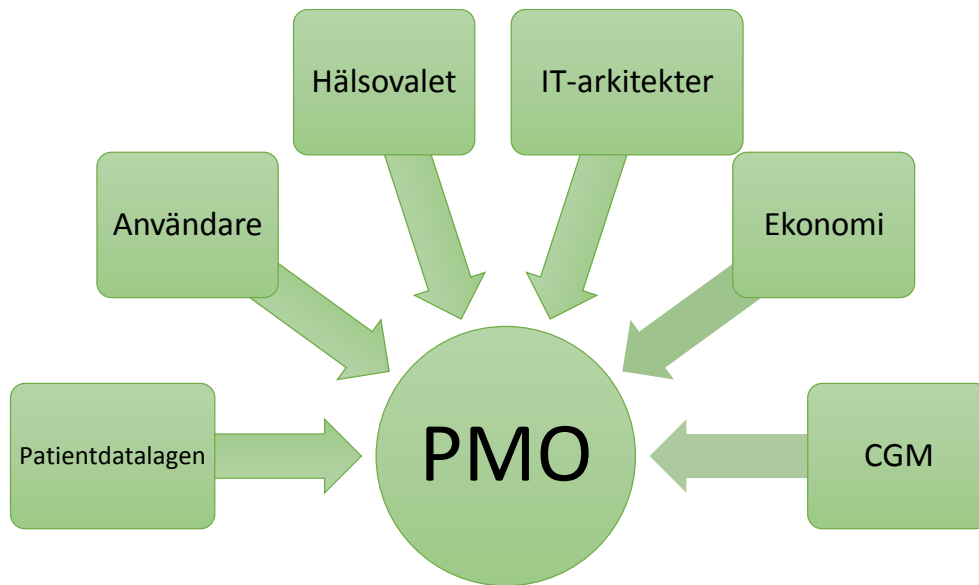 Hälsovalet
IT-arkitekter
Användare
Ekonomi
Patientdatalagen
PMO
CGM